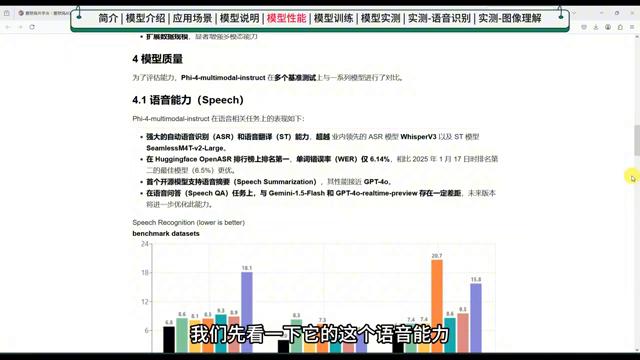 简介 | 模型介绍 | 应用场景 | 模型说明 | 模型性能 | 模型训练 | 模型实测 | 实测-语音识别 | 实测-图像理解
扩展数据规模，显著增强多模态能力
4 模型质量
为了评估能力，Phi-4-multimodal-instruct 在多个基准测试上与一系列模型进行了对比。
4.1 语音能力（Speech）
Phi-4-multimodal-instruct 在语音相关任务上的表现如下：
强大的自动语音识别（ASR）和语音翻译（ST）能力，超越 业内领先的 ASR 模型 WhisperV3 以及 ST 模型
SeamlessM4T-v2-Large。
在 Huggingface OpenASR 排行榜上排名第一，单词错误率（WER）仅 6.14%，相比 2025 年 1 月 17 日时排名第
二的最佳模型（6.5%）更优。
首个开源模型支持语音摘要（Speech Summarization），其性能接近 GPT-4o。
在语音问答（Speech QA）任务上，与 Gemini-1.5-Flash 和 GPT-4o-realtime-preview 存在一定差距，未来版本
将进一步优化此能力。
Speech Recognition (lower is better)
benchmark datasets
24
20.7
18
18.1
15.8
12
6.8 8.6 8.1 8.5 9.3 8.9
8.3 7.3
7.4 7.4 8.6 9.5
6
我们先看一下它的这个语音能力